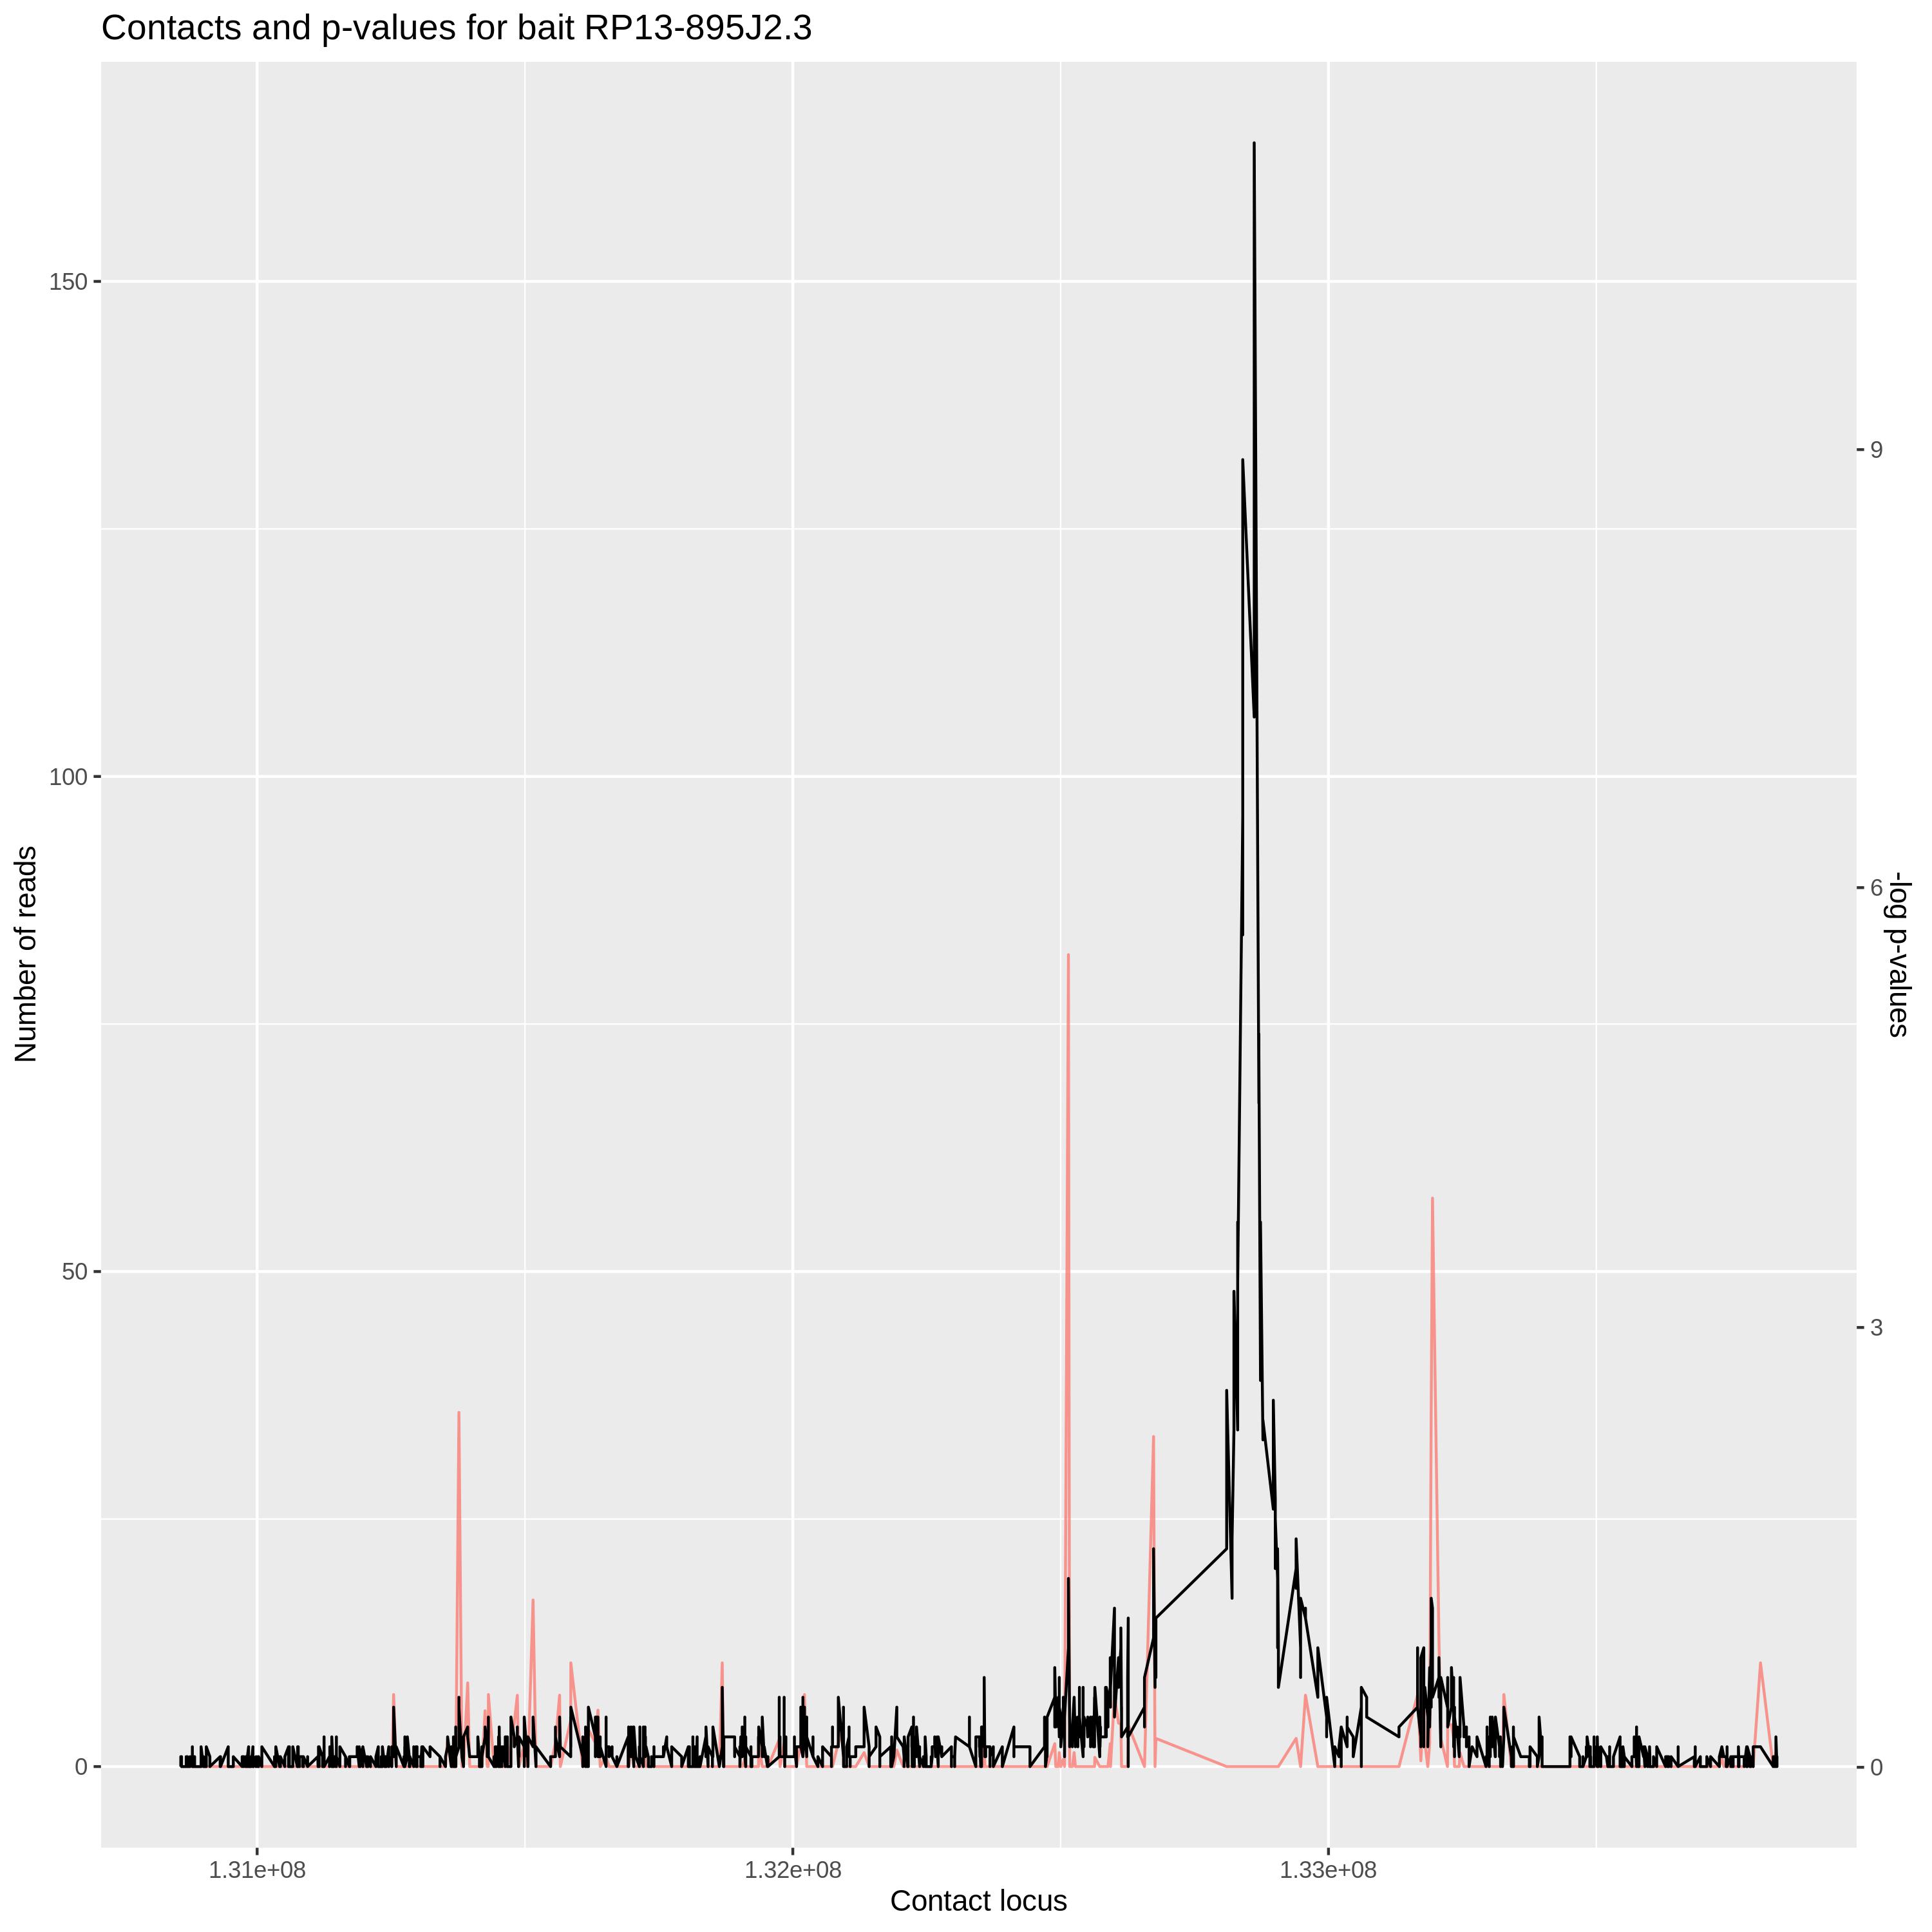 Contacts and p-values for bait RP13-895J2.3
150
100
50
0
Number of reads
9
6
3
0
-log p-values
1.31e+08
1.32e+08
1.33e+08
Contact locus